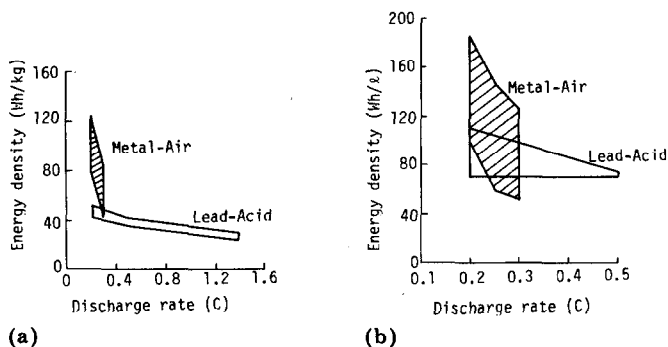 Energy density (Wh/kg)
160
120
80
40
0
Metal-Air
Lead-Acid
0
0.4
0.8
1.2
1.6
Discharge rate (C)
(a)
Energy density (Wh/ℓ)
200
160
120
80
40
0
Metal-Air
Lead-Acid
0.1
0.2
0.3
0.4
0.5
Discharge rate (C)
(b)